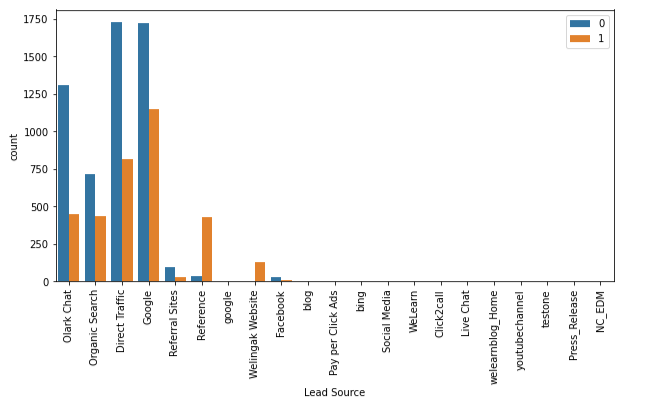 0
1
1750
1500
1250
1000
750
500
250
0
count
Olark Chat
Organic Search
Direct Traffic
Google
Referral Sites
Reference
google
Welingak Website
Facebook
blog
Pay per Click Ads
bing
Social Media
WeLearn
Click2call
Live Chat
welearnblog_Home
youtubechannel
testone
Press_Release
NC_EDM
Lead Source